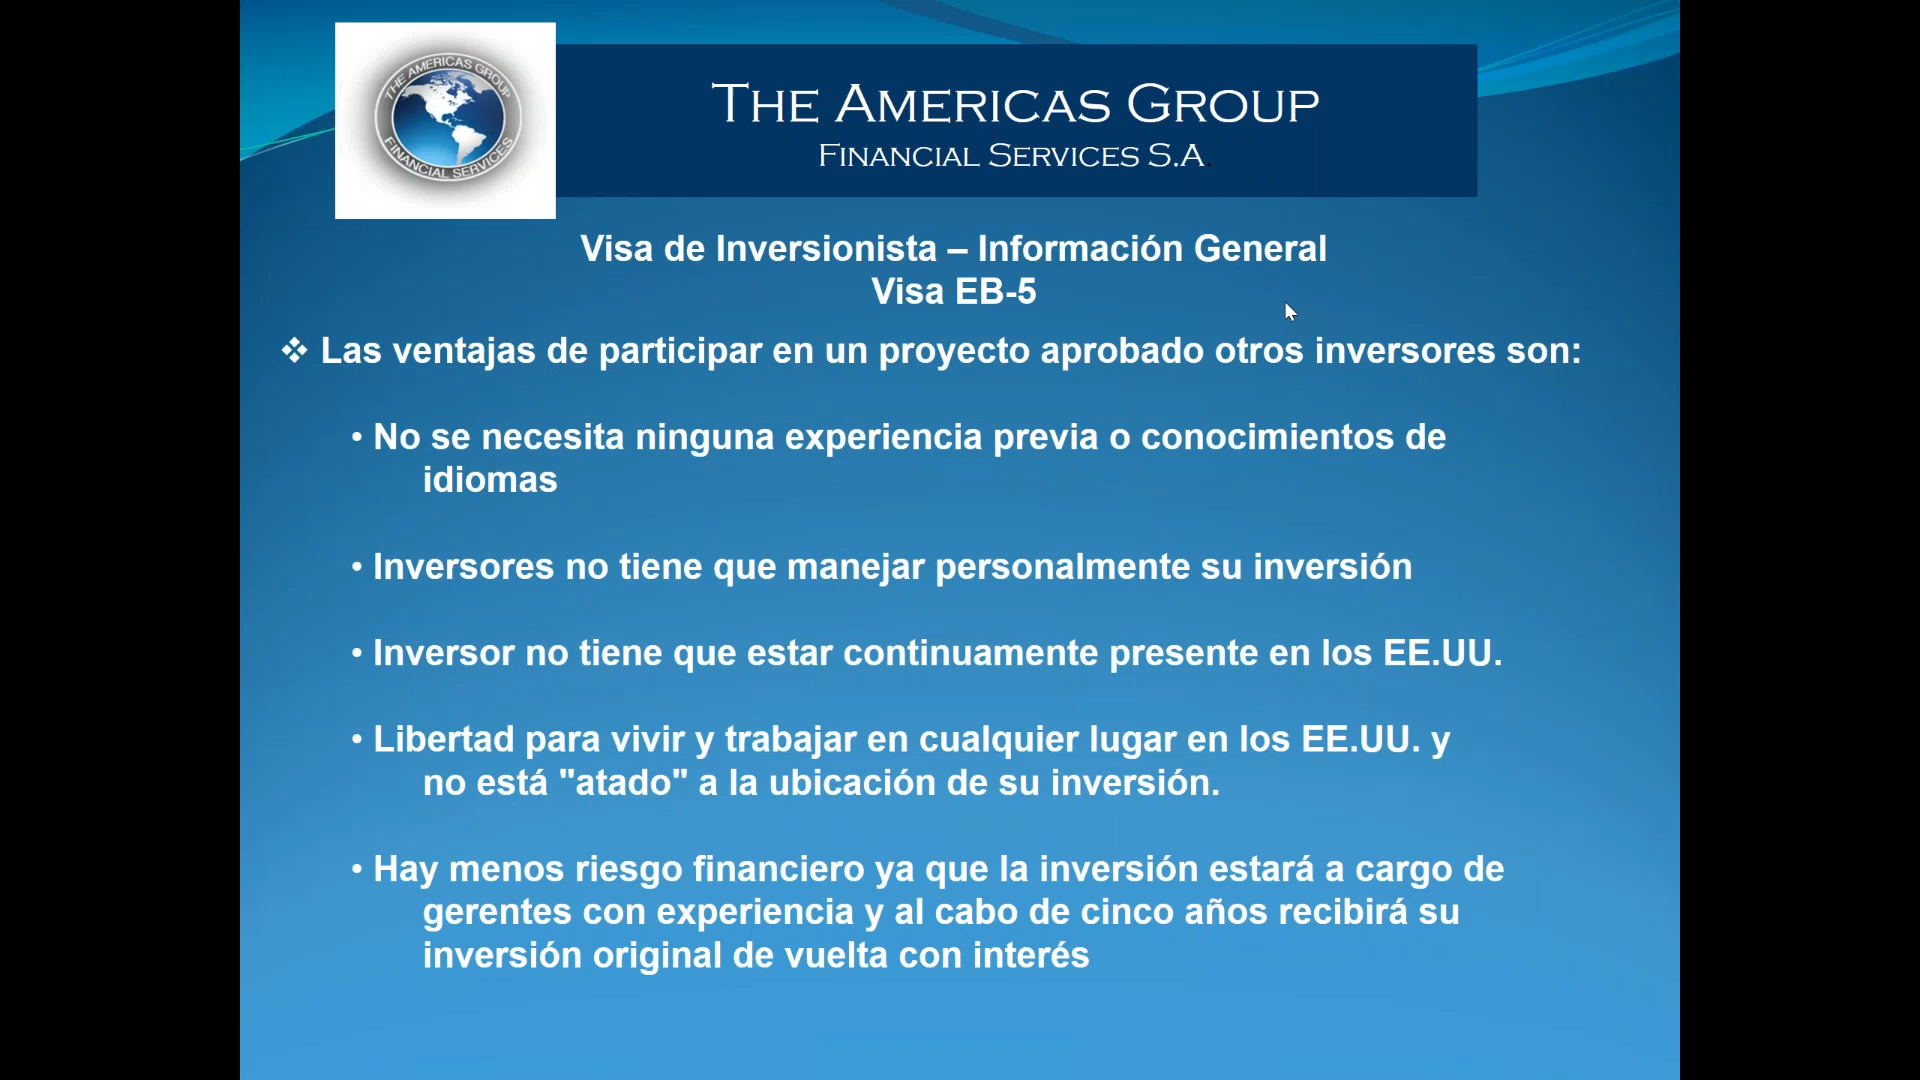 THE AMERICAS GROUP
FINANCIAL SERVICES
THE AMERICAS GROUP
FINANCIAL SERVICES S.A.
Visa de Inversionista – Información General
Visa EB-5
❖ Las ventajas de participar en un proyecto aprobado otros inversores son:
• No se necesita ninguna experiencia previa o conocimientos de
idiomas
• Inversores no tiene que manejar personalmente su inversión
• Inversor no tiene que estar continuamente presente en los EE.UU.
• Libertad para vivir y trabajar en cualquier lugar en los EE.UU. y
no está "atado" a la ubicación de su inversión.
• Hay menos riesgo financiero ya que la inversión estará a cargo de
gerentes con experiencia y al cabo de cinco años recibirá su
inversión original de vuelta con interés